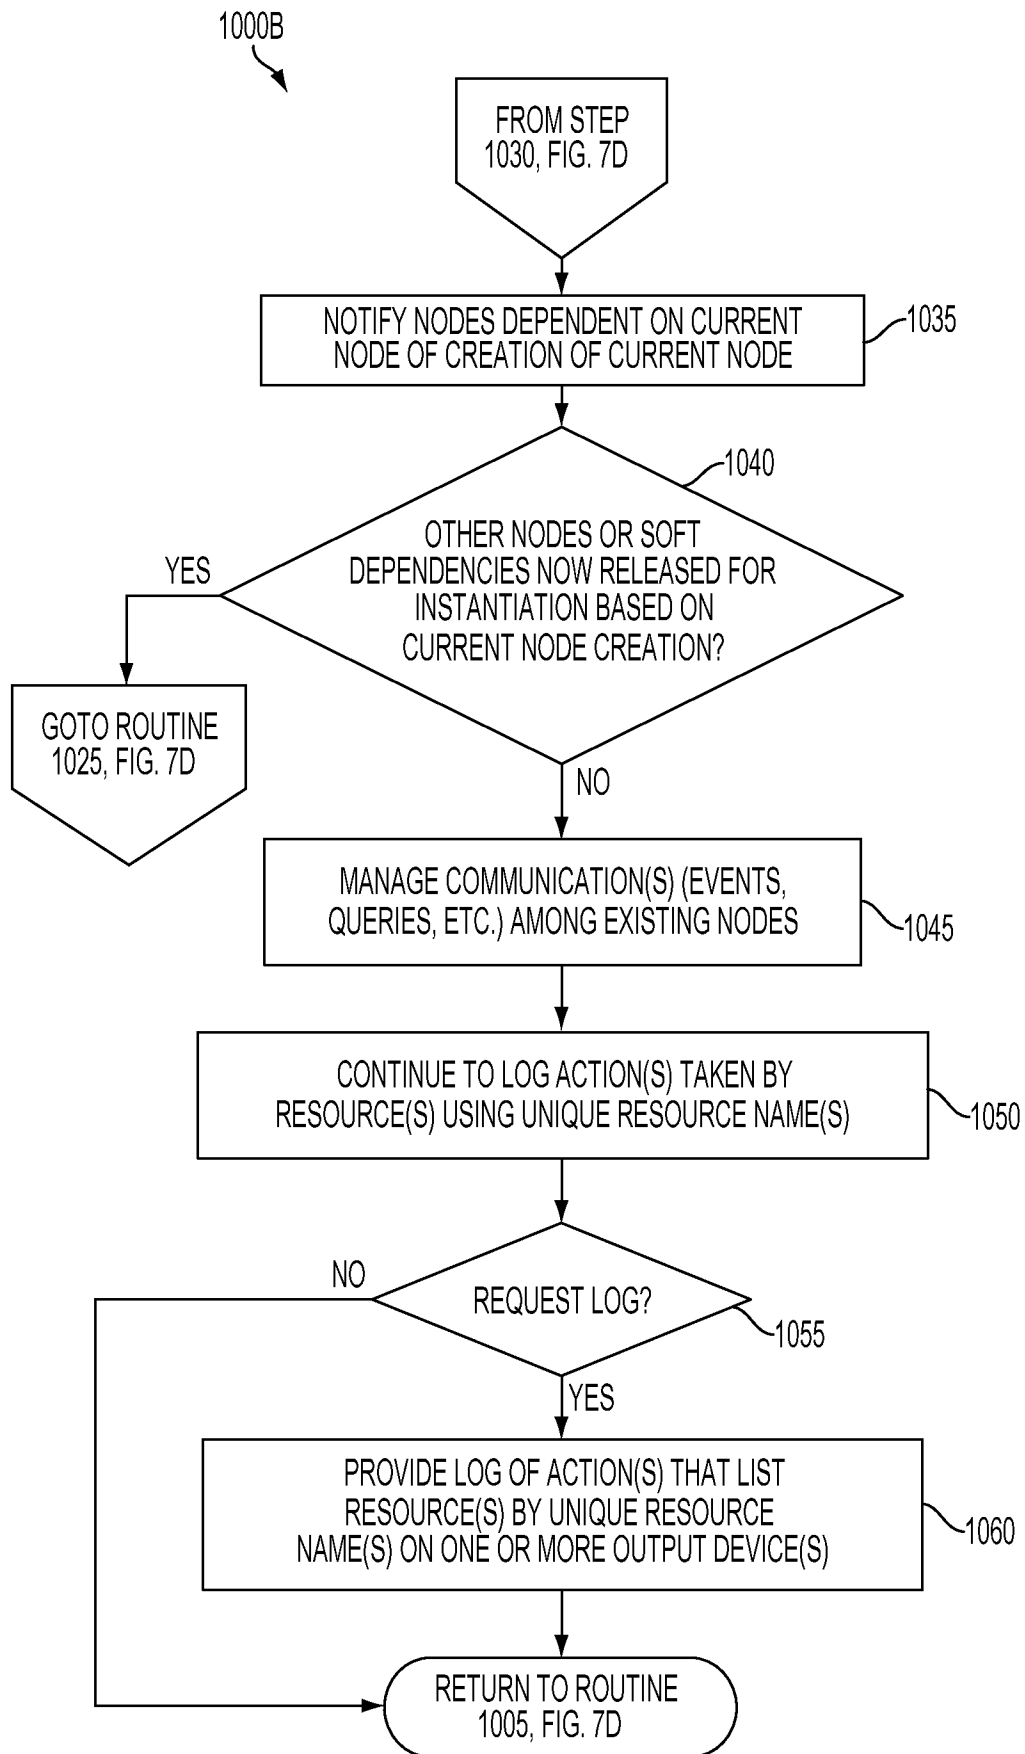 1000B
FROM STEP
1030, FIG. 7D
NOTIFY NODES DEPENDENT ON CURRENT
NODE OF CREATION OF CURRENT NODE
1035
1040
OTHER NODES OR SOFT
DEPENDENCIES NOW RELEASED FOR
INSTANTIATION BASED ON
CURRENT NODE CREATION?
YES
GOTO ROUTINE
1025, FIG. 7D
NO
MANAGE COMMUNICATION(S) (EVENTS,
QUERIES, ETC.) AMONG EXISTING NODES
1045
CONTINUE TO LOG ACTION(S) TAKEN BY
RESOURCE(S) USING UNIQUE RESOURCE NAME(S)
1050
NO
REQUEST LOG?
1055
YES
PROVIDE LOG OF ACTION(S) THAT LIST
RESOURCE(S) BY UNIQUE RESOURCE
NAME(S) ON ONE OR MORE OUTPUT DEVICE(S)
1060
RETURN TO ROUTINE
1005, FIG. 7D